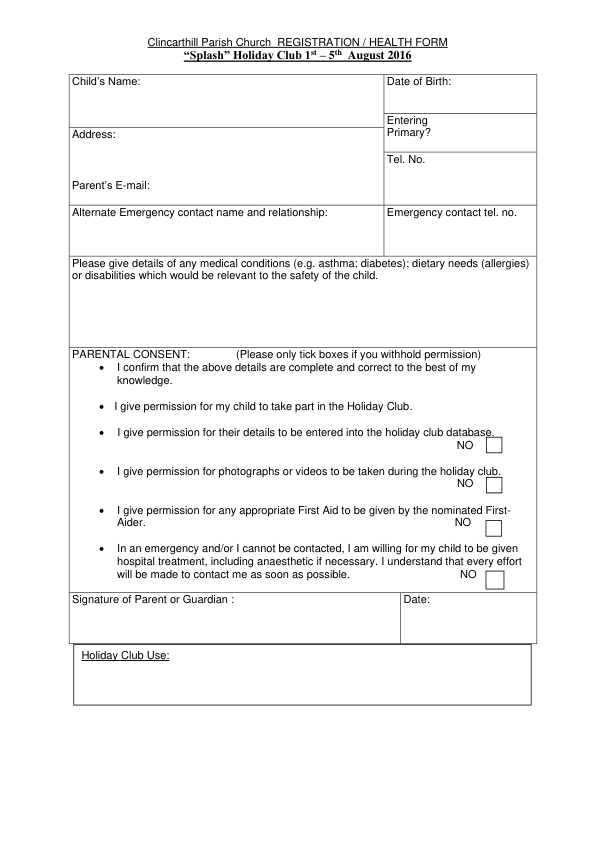 Clincarthill Parish Church  REGISTRATION / HEALTH FORM
“Splash” Holiday Club 1st – 5th  August 2016
Child’s Name:
Date of Birth:
Entering
Primary?
Address:
Tel. No.
Parent’s E-mail:
Alternate Emergency contact name and relationship:
Emergency contact tel. no.
Please give details of any medical conditions (e.g. asthma; diabetes); dietary needs (allergies)
or disabilities which would be relevant to the safety of the child.
PARENTAL CONSENT: (Please only tick boxes if you withhold permission)
• I confirm that the above details are complete and correct to the best of my
knowledge.
• I give permission for my child to take part in the Holiday Club.
• I give permission for their details to be entered into the holiday club database.
NO
• I give permission for photographs or videos to be taken during the holiday club.
NO
• I give permission for any appropriate First Aid to be given by the nominated First-
Aider. NO
• In an emergency and/or I cannot be contacted, I am willing for my child to be given
hospital treatment, including anaesthetic if necessary. I understand that every effort
will be made to contact me as soon as possible. NO
Signature of Parent or Guardian :
Date:
Holiday Club Use: